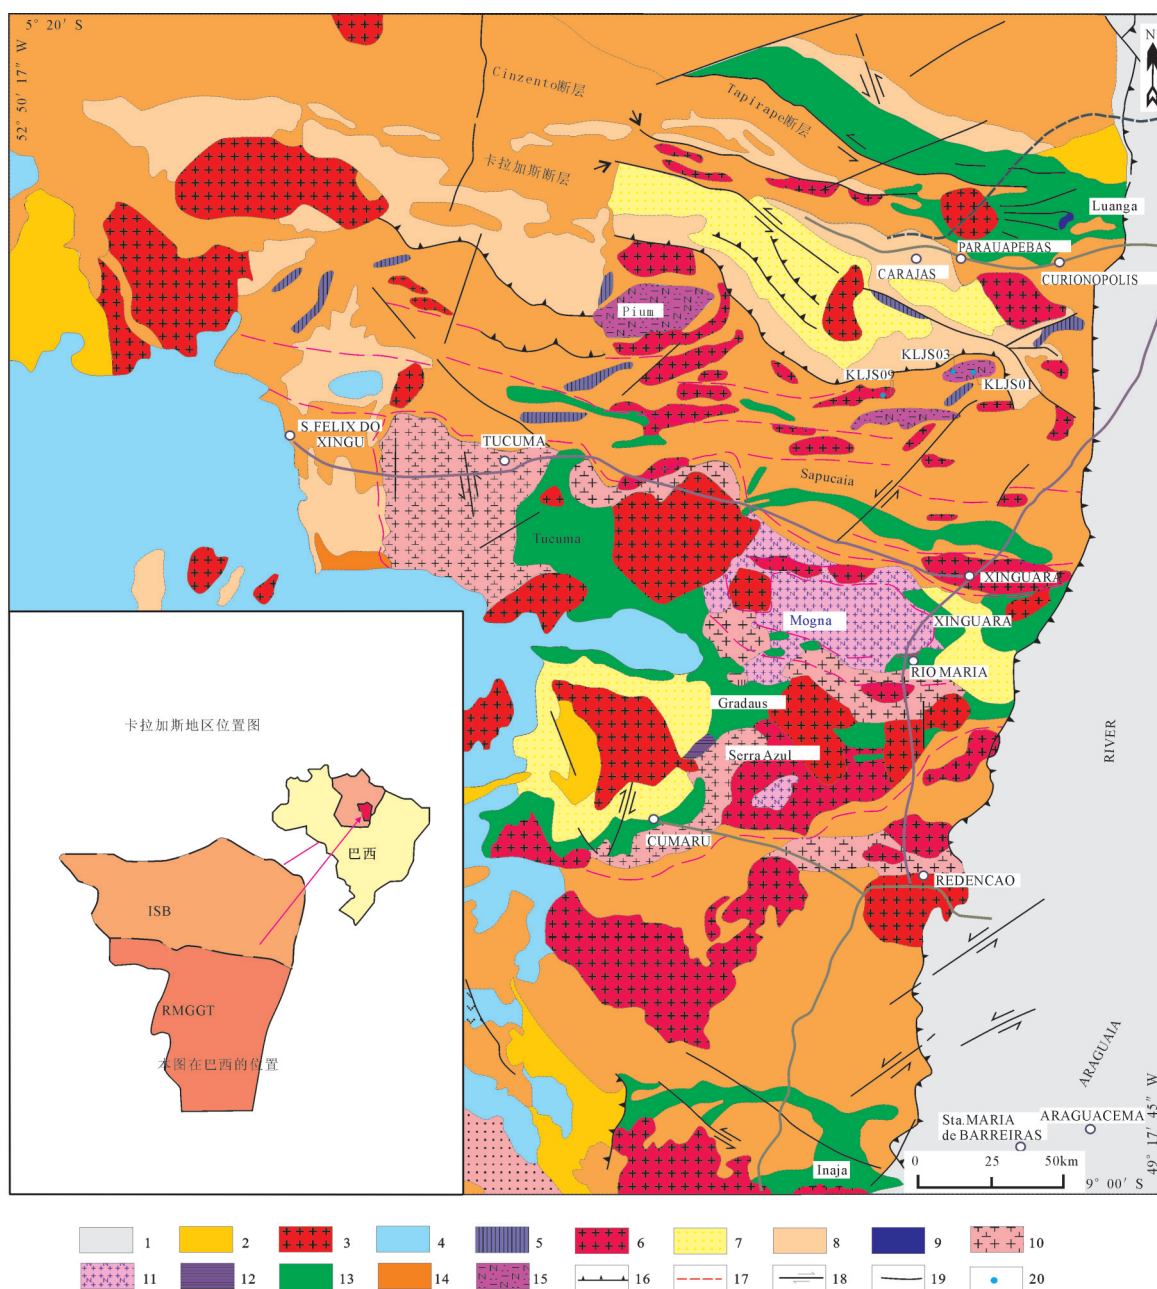 5° 20′ S
52° 50′ 17″ W
N
Cinzento断层
Tapirape断层
卡拉加斯断层
Luanga
PARAUAPEBAS
CARAJAS
CURIONOPOLIS
Pium
KLJS03
KLJS09
KLJS01
S.FELIX DO
XINGU
TUCUMA
Sapucaia
Tucuma
XINGUARA
Mogna
XINGUARA
RIO MARIA
Gradaus
Serra Azul
RIVER
卡拉加斯地区位置图
巴西
ISB
RMGGT
本图在巴西的位置
CUMARU
REDENCAO
ARAGUAIA
ARAGUACEMA
Sta.MARIA
de BARREIRAS
Inaja
0 25 50km
49° 17′ 45″ W
9° 00′ S
1 2 3 4 5 6 7 8 9 10
N N N 11 12 13 14 15 16 17 18 19 20